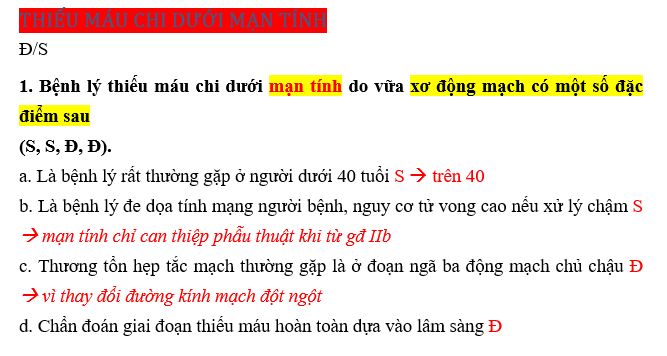 THIẾU MÁU CHI DƯỚI MẠN TÍNH
Đ/S
1. Bệnh lý thiếu máu chi dưới mạn tính do vữa xơ động mạch có một số đặc
điểm sau
(S, S, Đ, Đ).
a. Là bệnh lý rất thường gặp ở người dưới 40 tuổi S → trên 40
b. Là bệnh lý đe dọa tính mạng người bệnh, nguy cơ tử vong cao nếu xử lý chậm S
→ mạn tính chỉ can thiệp phẫu thuật khi từ gđ IIb
c. Thương tổn hẹp tắc mạch thường gặp là ở đoạn ngã ba động mạch chủ chậu Đ
→ vì thay đổi đường kính mạch đột ngột
d. Chẩn đoán giai đoạn thiếu máu hoàn toàn dựa vào lâm sàng Đ